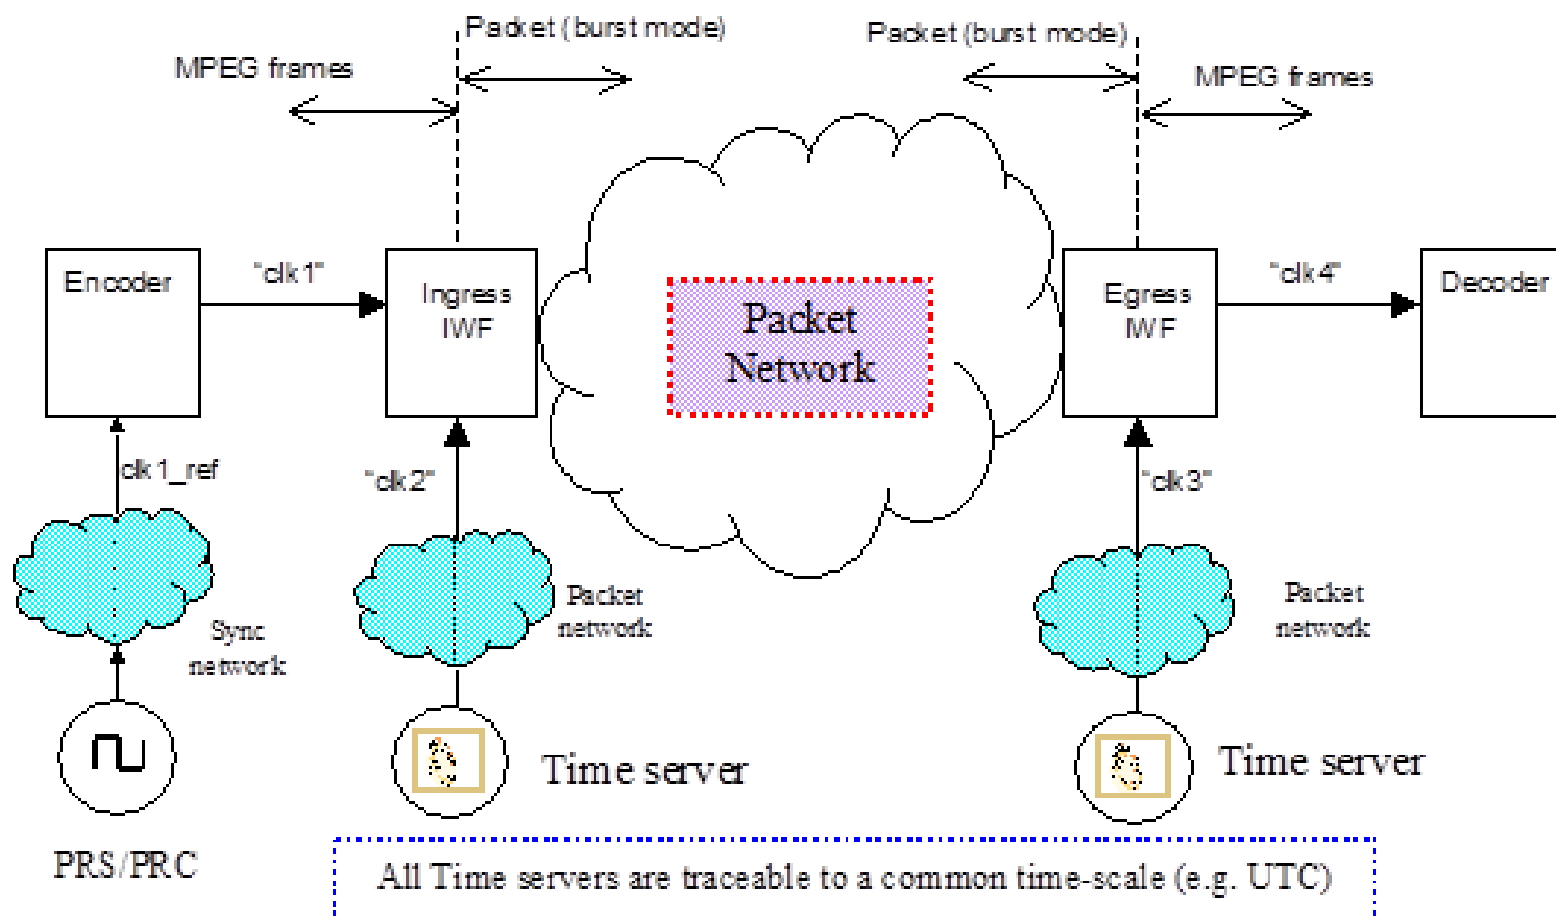 Packet (burst mode)
Packet (burst mode)
MPEG frames
MPEG frames
Encoder
"clk1"
Ingress
IWF
Packet
Network
Egress
IWF
"clk4"
Decoder
clk1_ref
"clk2"
"clk3"
Sync
network
Packet
network
Packet
network
Time server
Time server
PRS/PRC
All Time servers are traceable to a common time-scale (e.g. UTC)